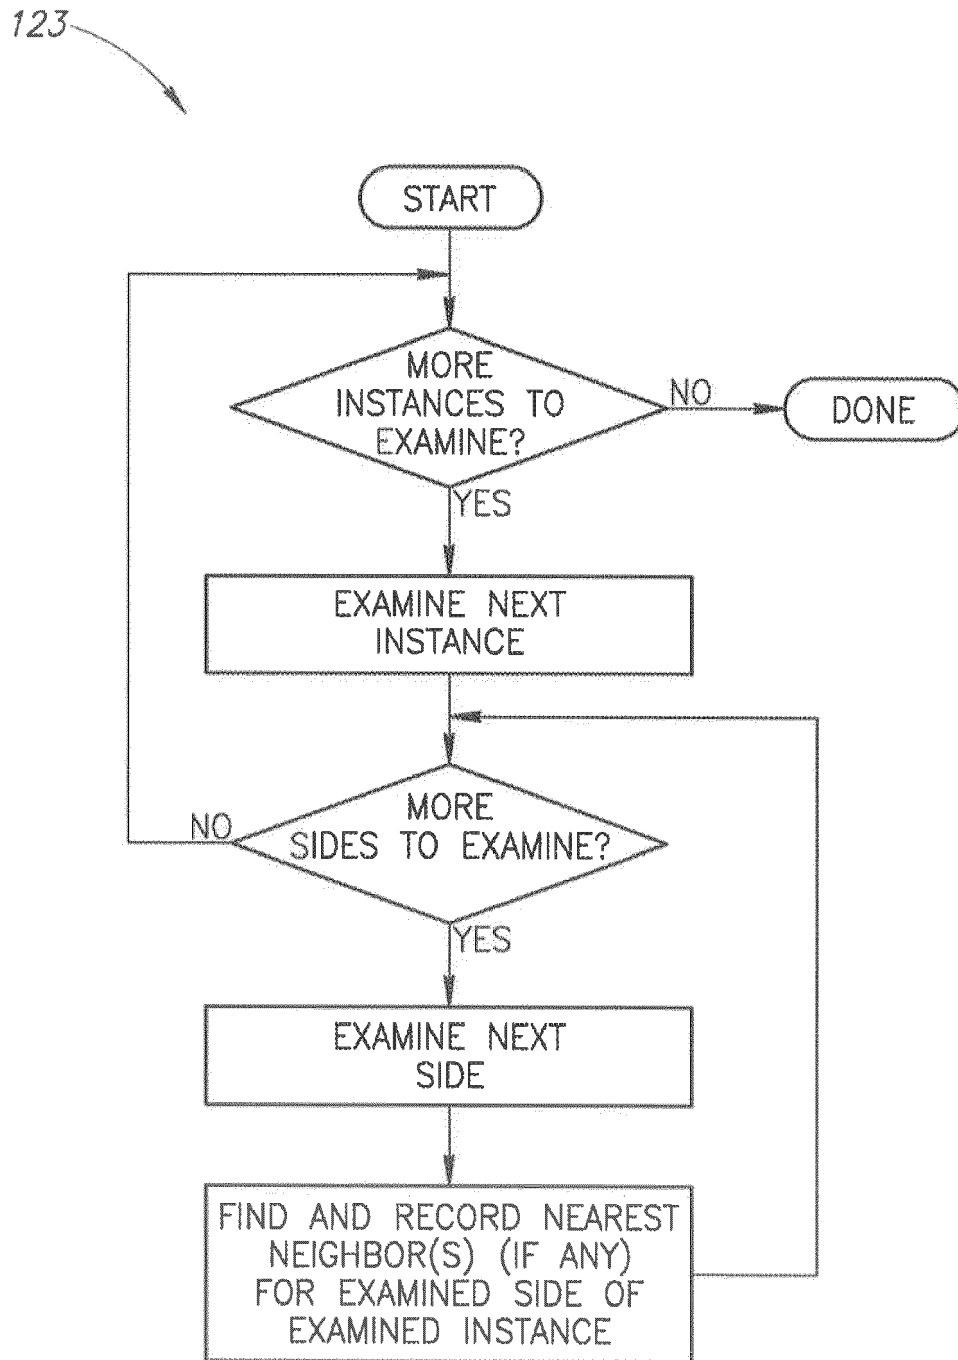 123
START
MORE
INSTANCES TO
EXAMINE?
NO
DONE
YES
EXAMINE NEXT
INSTANCE
MORE
SIDES TO EXAMINE?
NO
YES
EXAMINE NEXT
SIDE
FIND AND RECORD NEAREST
NEIGHBOR(S) (IF ANY)
FOR EXAMINED SIDE OF
EXAMINED INSTANCE